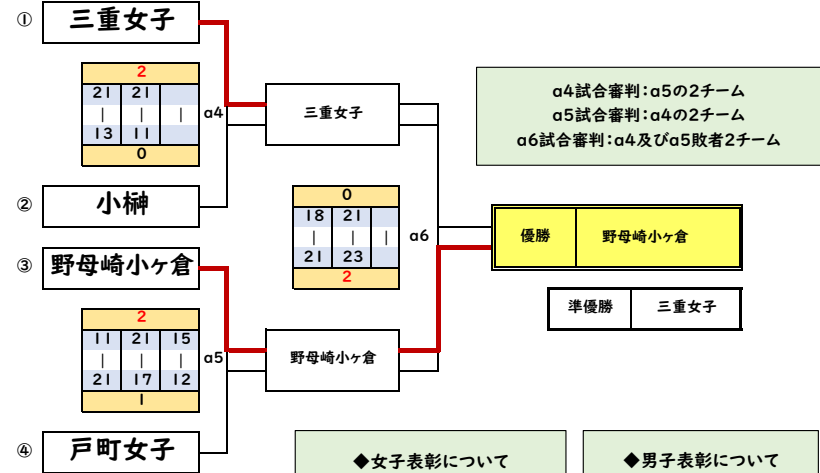 ① 三重女子
2
21 21
| | |
13 11
0
a4
三重女子
② 小榊
a4試合審判:a5の2チーム
a5試合審判:a4の2チーム
a6試合審判:a4及びa5敗者2チーム
0
18 21
| | |
21 23
2
a6
優勝 野母崎小ヶ倉
準優勝 三重女子
③ 野母崎小ヶ倉
2
11 21 15
| | |
21 17 12
1
a5
野母崎小ヶ倉
④ 戸町女子
◆女子表彰について
◆男子表彰について